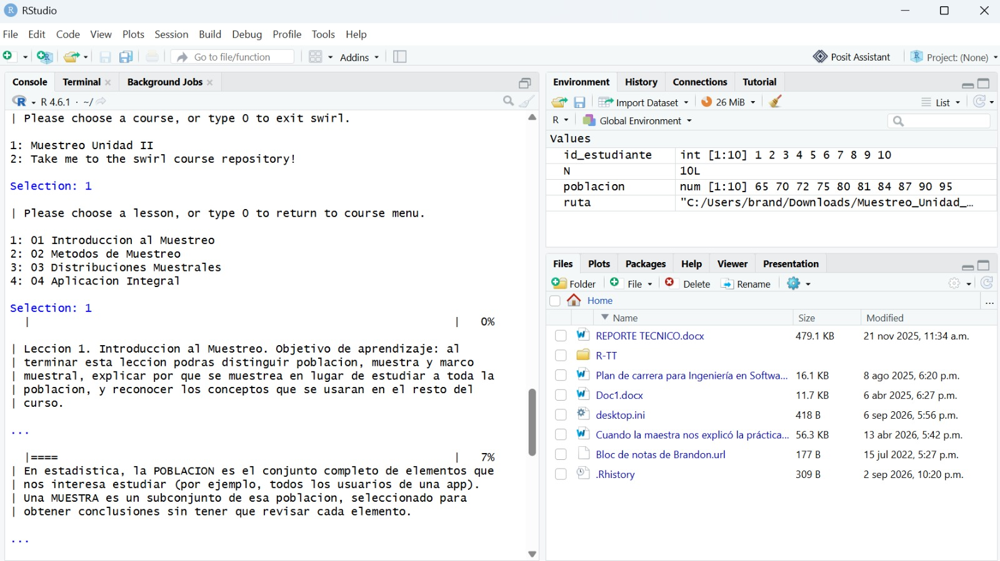 RStudio
File Edit Code View Plots Session Build Debug Profile Tools Help
Go to file/function Addins Posit Assistant Project: (None)
Console Terminal Background Jobs
R 4.6.1 · ~/
| Please choose a course, or type 0 to exit swirl.
1: Muestreo Unidad II
2: Take me to the swirl course repository!
Selection: 1
| Please choose a lesson, or type 0 to return to course menu.
1: 01 Introduccion al Muestreo
2: 02 Metodos de Muestreo
3: 03 Distribuciones Muestrales
4: 04 Aplicacion Integral
Selection: 1
| | 0%
| Leccion 1. Introduccion al Muestreo. Objetivo de aprendizaje: al
| terminar esta leccion podras distinguir poblacion, muestra y marco
| muestral, explicar por que se muestrea en lugar de estudiar a toda la
| poblacion, y reconocer los conceptos que se usaran en el resto del
| curso.
...
|==== | 7%
| En estadistica, la POBLACION es el conjunto completo de elementos que
| nos interesa estudiar (por ejemplo, todos los usuarios de una app).
| Una MUESTRA es un subconjunto de esa poblacion, seleccionado para
| obtener conclusiones sin tener que revisar cada elemento.
...
Environment History Connections Tutorial
Import Dataset 26 MiB List
R Global Environment
Values
id_estudiante int [1:10] 1 2 3 4 5 6 7 8 9 10
N 10L
poblacion num [1:10] 65 70 72 75 80 81 84 87 90 95
ruta "C:/Users/brand/Downloads/Muestreo_Unidad_…
Files Plots Packages Help Viewer Presentation
Folder File Delete Rename
Home ...
Name Size Modified
REPORTE TECNICO.docx 479.1 KB 21 nov 2025, 11:34 a.m.
R-TT
Plan de carrera para Ingeniería en Softwa... 16.1 KB 8 ago 2025, 6:20 p.m.
Doc1.docx 11.7 KB 6 abr 2025, 6:27 p.m.
desktop.ini 418 B 6 sep 2026, 5:56 p.m.
Cuando la maestra nos explicó la práctica... 56.3 KB 13 abr 2026, 5:42 p.m.
Bloc de notas de Brandon.url 177 B 15 jul 2022, 5:27 p.m.
.Rhistory 309 B 2 sep 2026, 10:20 p.m.